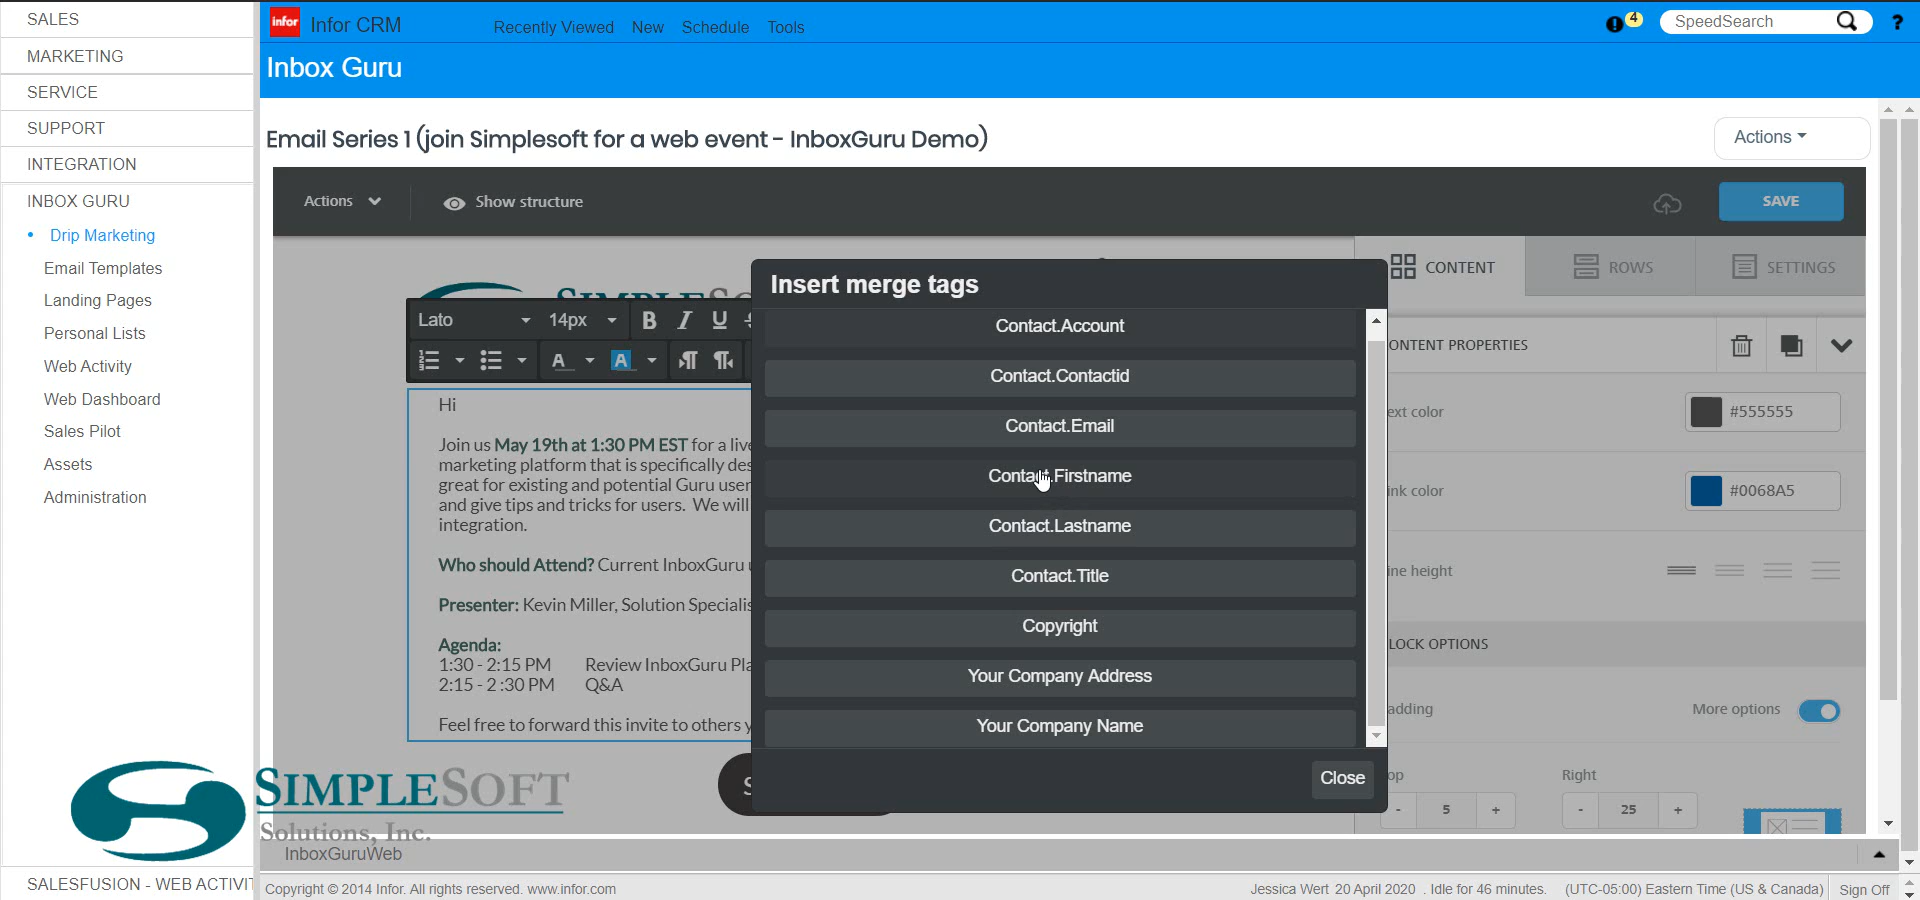 SALES
MARKETING
SERVICE
SUPPORT
INTEGRATION
INBOX GURU
Drip Marketing
Email Templates
Landing Pages
Personal Lists
Web Activity
Web Dashboard
Sales Pilot
Assets
Administration
SALESFUSION - WEB ACTIVIT
infor Infor CRM
Recently Viewed New Schedule Tools
4
SpeedSearch
?
Inbox Guru
Email Series 1 (join Simplesoft for a web event - InboxGuru Demo)
Actions
Actions
Show structure
SAVE
CONTENT
ROWS
SETTINGS
Lato 14px B I U
A A
Hi
Join us May 19th at 1:30 PM EST for a live
marketing platform that is specifically des
great for existing and potential Guru user
and give tips and tricks for users. We will
integration.
Who should Attend? Current InboxGuru u
Presenter: Kevin Miller, Solution Specialis
Agenda:
1:30 - 2:15 PM Review InboxGuru Pla
2:15 - 2 :30 PM Q&A
Feel free to forward this invite to others y
S
Insert merge tags
Contact.Account
Contact.Contactid
Contact.Email
Contact.Firstname
Contact.Lastname
Contact.Title
Copyright
Your Company Address
Your Company Name
Close
ONTENT PROPERTIES
ext color
#555555
ink color
#0068A5
ine height
LOCK OPTIONS
adding
More options
op
Right
- 5 +
- 25 +
SIMPLESOFT
Solutions, Inc.
InboxGuruWeb
Copyright © 2014 Infor. All rights reserved. www.infor.com
Jessica Wert 20 April 2020 . Idle for 46 minutes. (UTC-05:00) Eastern Time (US & Canada)
Sign Off